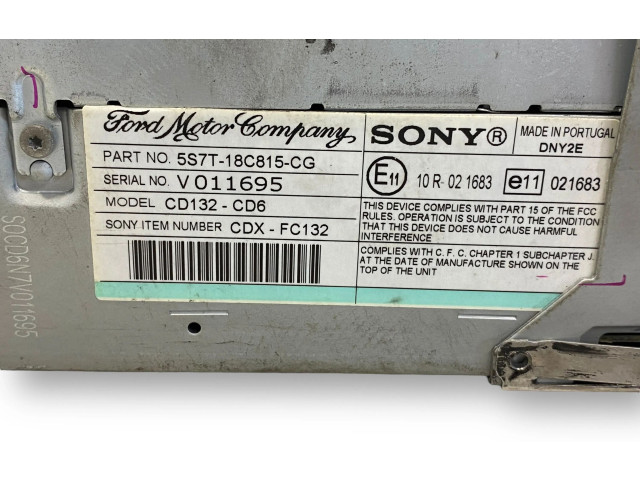 Ford Motor Company
PART NO. 5S7T-18C815-CG
SERIAL NO. V011695
MODEL CD132 - CD6
SONY ITEM NUMBER CDX - FC132
SONY®
MADE IN PORTUGAL
DNY2E
E11 10 R- 02 1683 e11 021683
THIS DEVICE COMPLIES WITH PART 15 OF THE FCC
RULES. OPERATION IS SUBJECT TO THE CONDITION
THAT THIS DEVICE DOES NOT CAUSE HARMFUL
INTERFERENCE
COMPLIES WITH C. F. C. CHAPTER 1 SUBCHAPTER J.
AT THE DATE OF MANUFACTURE SHOWN ON THE
TOP OF THE UNIT
SOCD6N7V011695